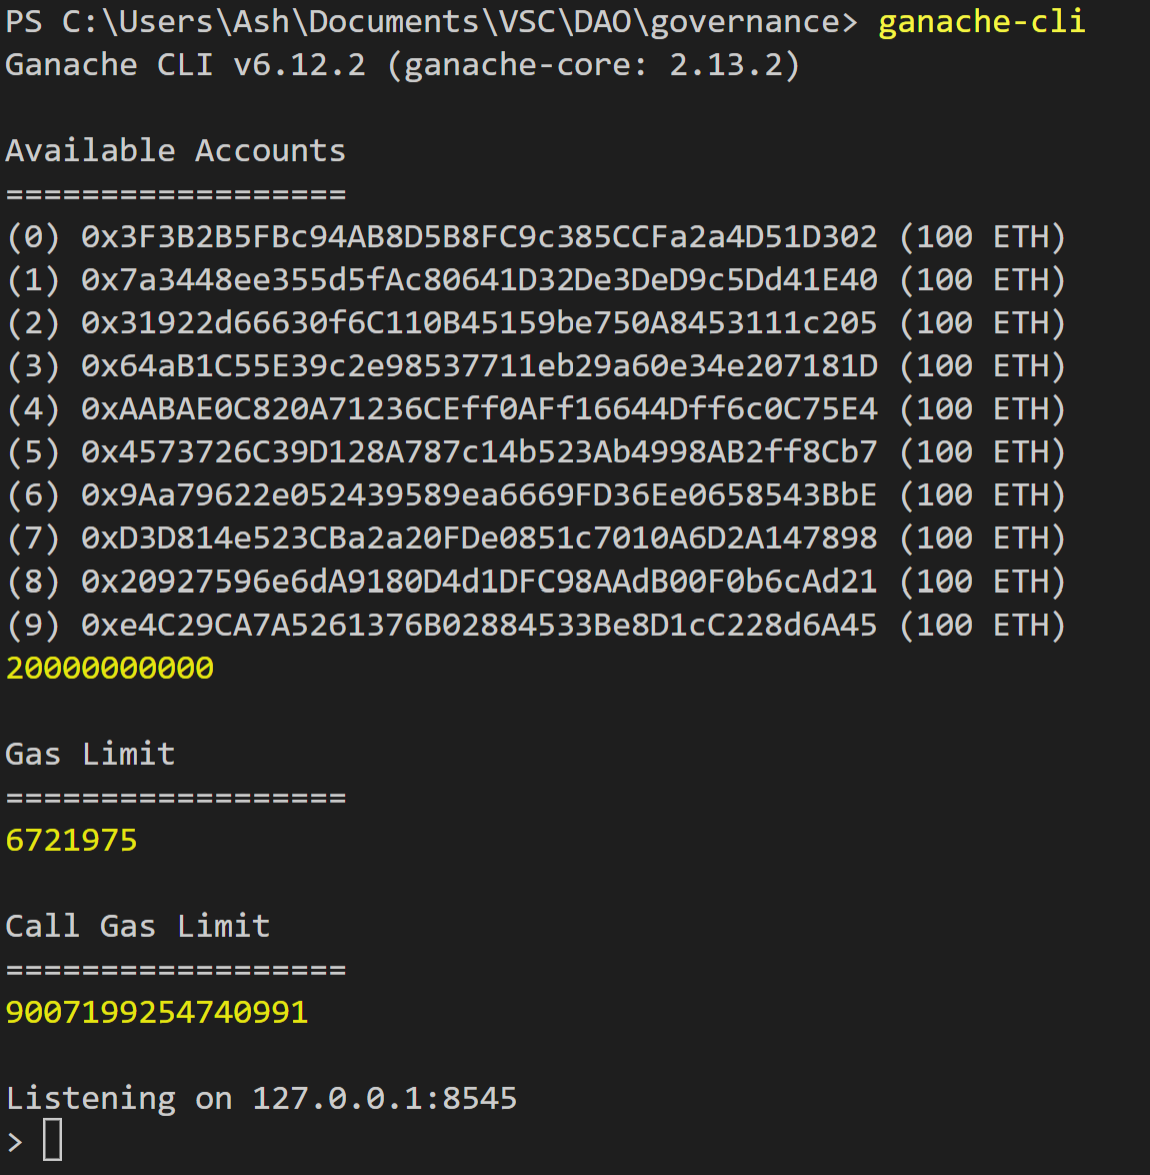 PS C:\Users\Ash\Documents\VSC\DAO\governance> ganache-cli
Ganache CLI v6.12.2 (ganache-core: 2.13.2)
Available Accounts
==================
(0) 0x3F3B2B5FBc94AB8D5B8FC9c385CCFa2a4D51D302 (100 ETH)
(1) 0x7a3448ee355d5fAc80641D32De3DeD9c5Dd41E40 (100 ETH)
(2) 0x31922d66630f6C110B45159be750A8453111c205 (100 ETH)
(3) 0x64aB1C55E39c2e98537711eb29a60e34e207181D (100 ETH)
(4) 0xAABAE0C820A71236CEff0AFf16644Dff6c0C75E4 (100 ETH)
(5) 0x4573726C39D128A787c14b523Ab4998AB2ff8Cb7 (100 ETH)
(6) 0x9Aa79622e052439589ea6669FD36Ee0658543BbE (100 ETH)
(7) 0xD3D814e523CBa2a20FDe0851c7010A6D2A147898 (100 ETH)
(8) 0x20927596e6dA9180D4d1DFC98AAdB00F0b6cAd21 (100 ETH)
(9) 0xe4C29CA7A5261376B02884533Be8D1cC228d6A45 (100 ETH)
20000000000
Gas Limit
==================
6721975
Call Gas Limit
==================
9007199254740991
Listening on 127.0.0.1:8545
>